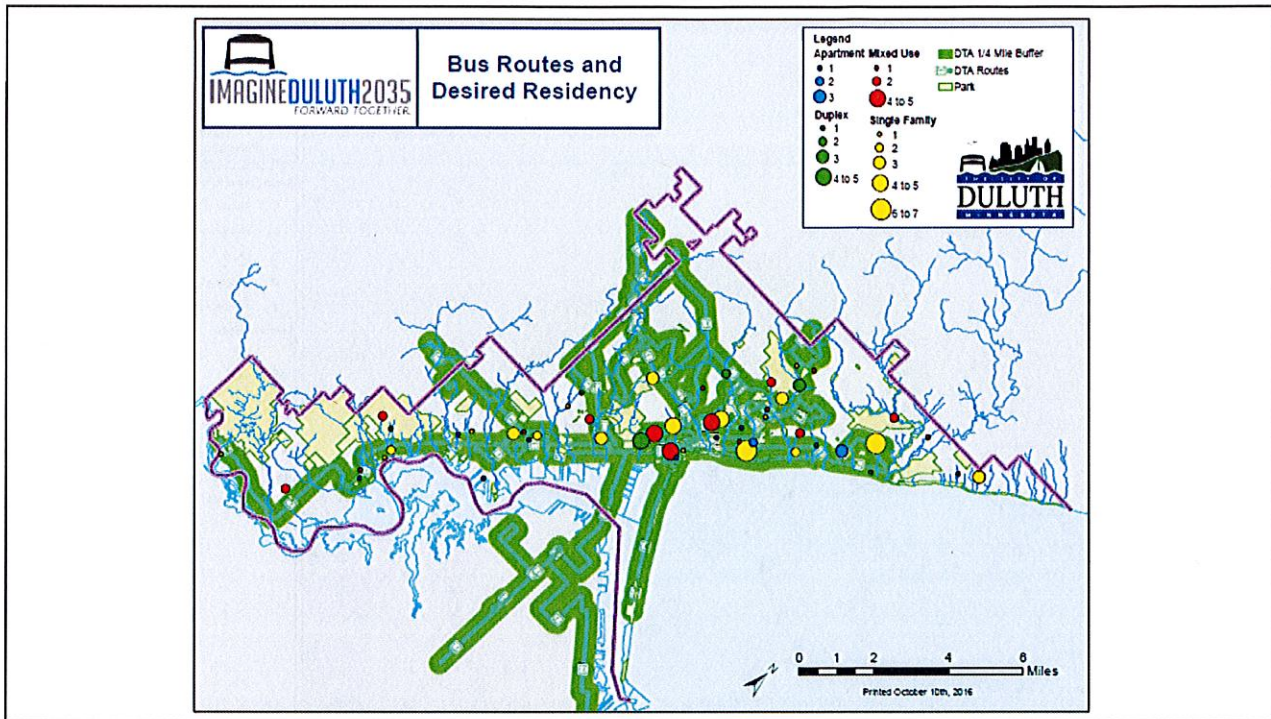 IMAGINEDULUTH2035
FORWARD TOGETHER
Bus Routes and
Desired Residency
Legend
Apartment
1
2
3
Duplex
1
2
3
4 to 5
Mixed Use
1
2
4 to 5
Single Family
1
2
3
4 to 5
6 to 7
DTA 1/4 Mile Buffer
DTA Routes
Park
THE CITY OF
DULUTH
MINNESOTA
0 1 2 4 6
Miles
Printed October 10th, 2016